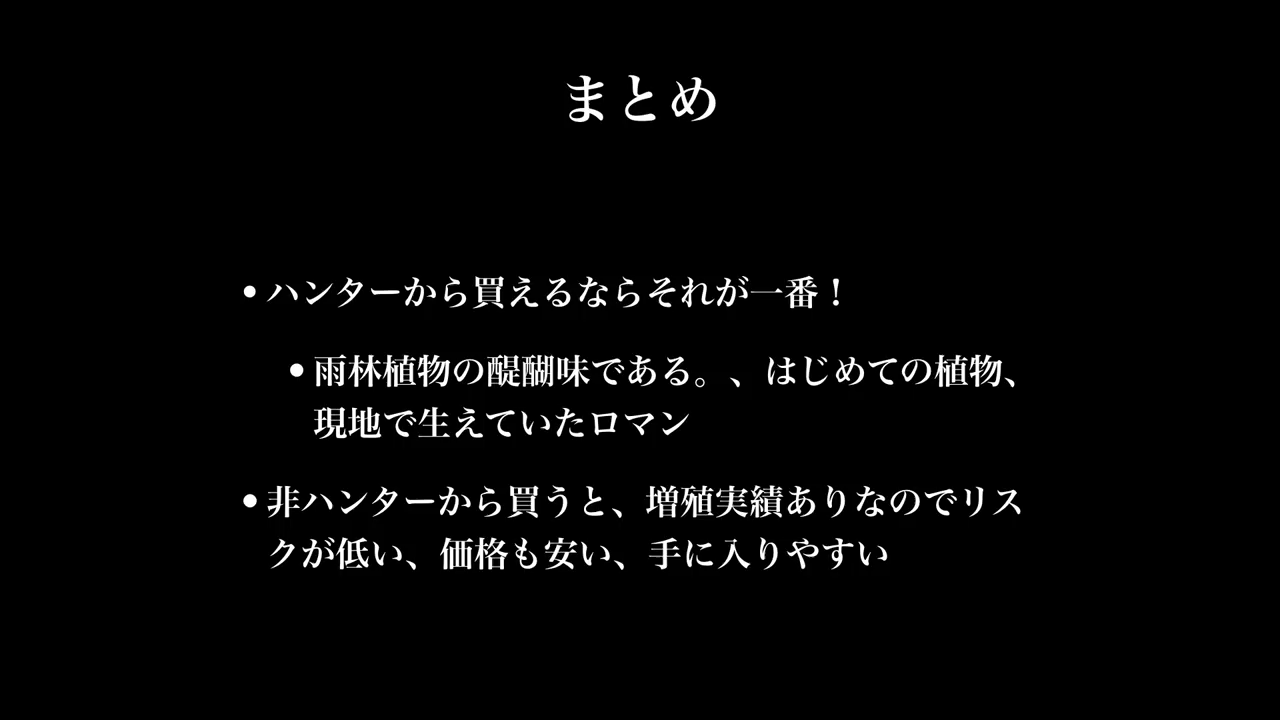 まとめ
•ハンターから買えるならそれが一番！
•雨林植物の醍醐味である。、はじめての植物、
現地で生えていたロマン
•非ハンターから買うと、増殖実績ありなのでリス
クが低い、価格も安い、手に入りやすい